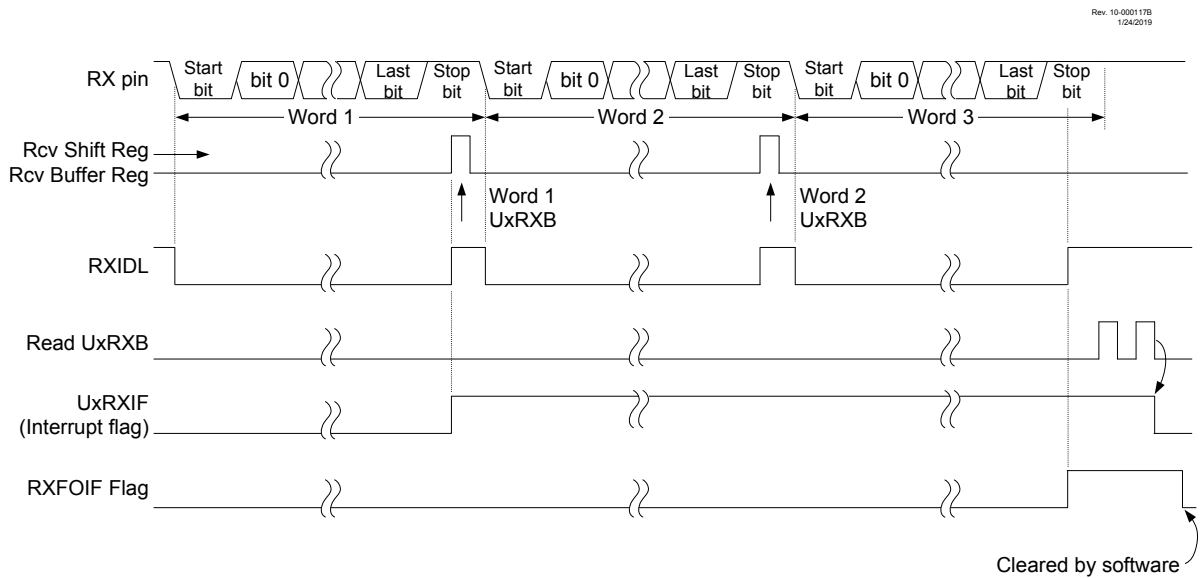 Rev. 10-000117B
1/24/2019
RX pin
Start bit
bit 0
Last bit
Stop bit
Start bit
bit 0
Last bit
Stop bit
Start bit
bit 0
Last bit
Stop bit
Word 1
Word 2
Word 3
Rcv Shift Reg
Rcv Buffer Reg
Word 1
UxRXB
Word 2
UxRXB
RXIDL
Read UxRXB
UxRXIF
(Interrupt flag)
RXFOIF Flag
Cleared by software